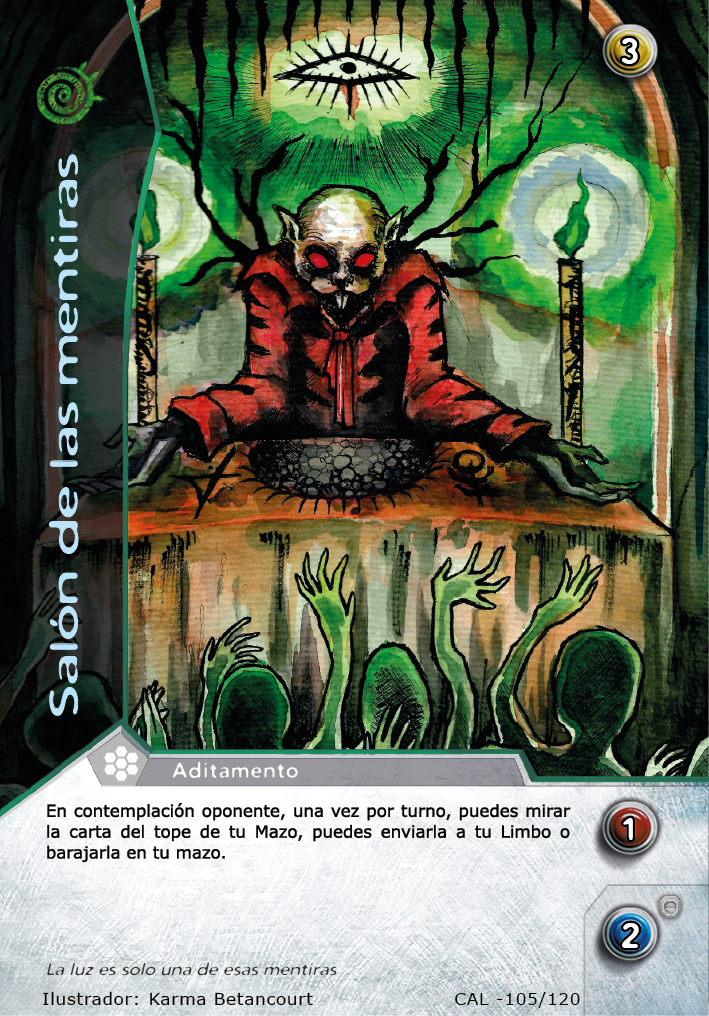 3
Salón de las mentiras
Aditamento
En contemplación oponente, una vez por turno, puedes mirar
la carta del tope de tu Mazo, puedes enviarla a tu Limbo o
barajarla en tu mazo.
1
2
La luz es solo una de esas mentiras
Ilustrador: Karma Betancourt
CAL -105/120